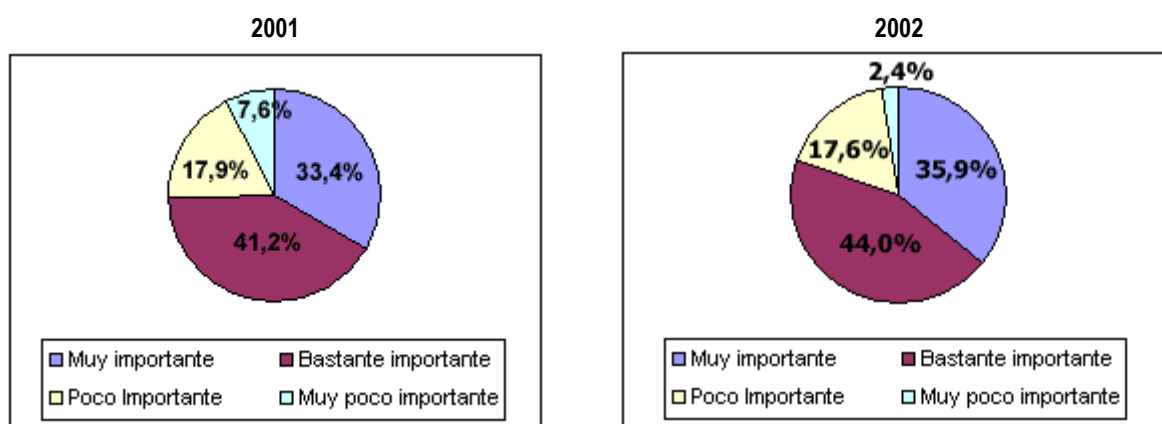 2001
7,6%
17,9%
33,4%
41,2%
Muy importante
Bastante importante
Poco Importante
Muy poco importante
2002
2,4%
17,6%
35,9%
44,0%
Muy importante
Bastante importante
Poco Importante
Muy poco importante